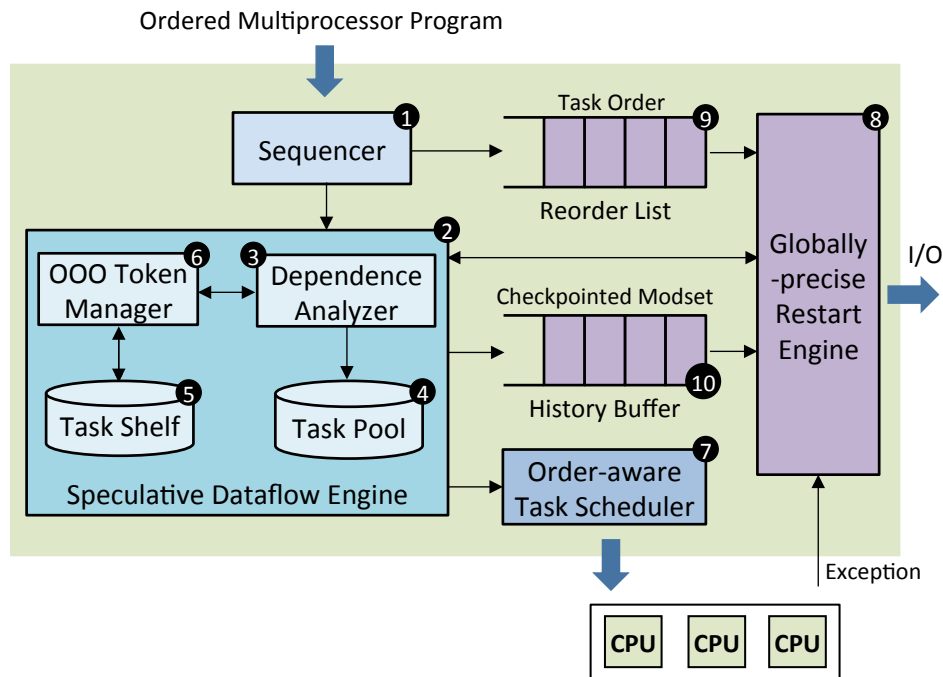 Ordered Multiprocessor Program
1
Sequencer
Task Order
9
Reorder List
8
Globally
-precise
Restart
Engine
I/O
2
6
OOO Token
Manager
3
Dependence
Analyzer
5
Task Shelf
4
Task Pool
Speculative Dataflow Engine
Checkpointed Modset
10
History Buffer
7
Order-aware
Task Scheduler
Exception
CPU
CPU
CPU